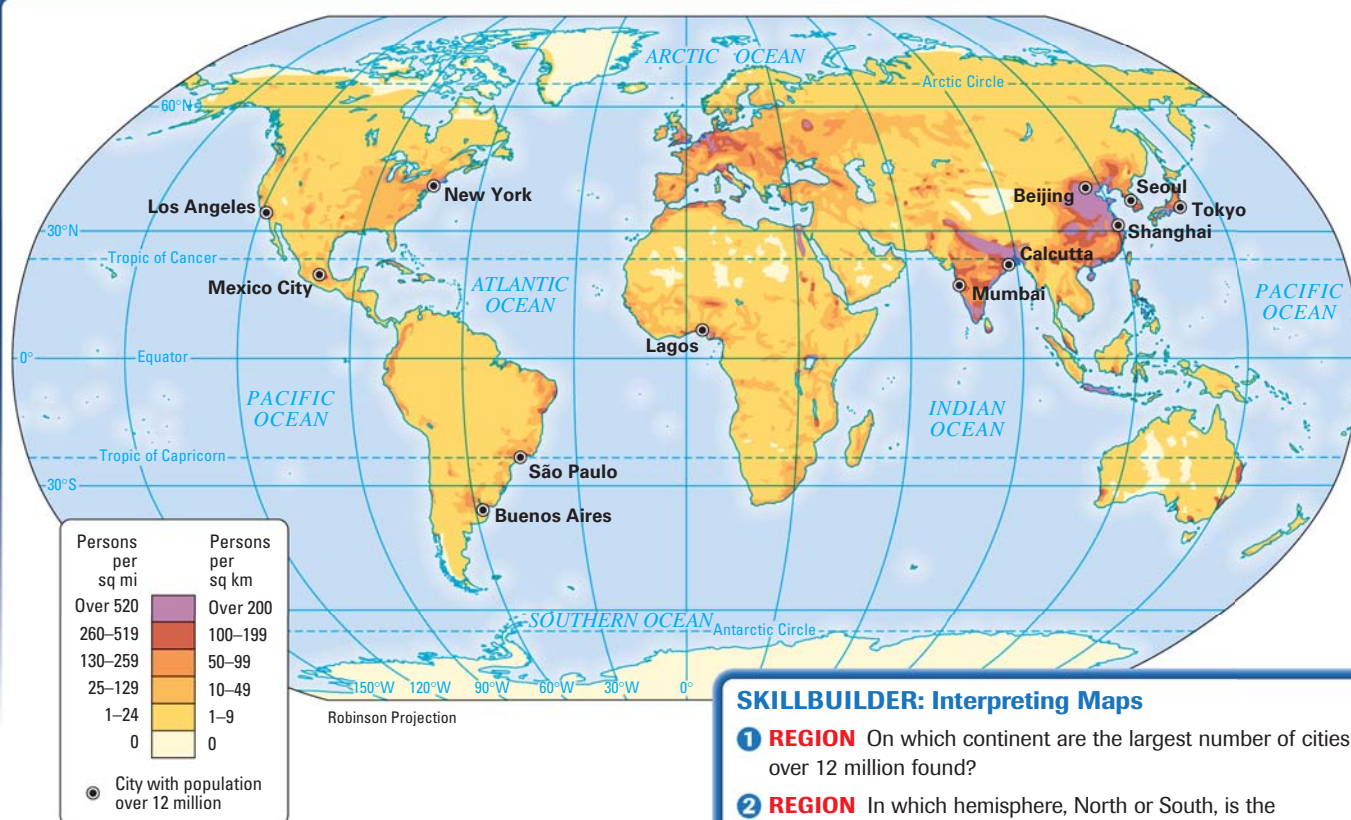 ARCTIC OCEAN
Arctic Circle
60°N
New York
Los Angeles
Beijing
Seoul
Tokyo
Shanghai
30°N
Tropic of Cancer
Calcutta
Mexico City
ATLANTIC
OCEAN
Mumbai
PACIFIC
OCEAN
Lagos
0°
Equator
PACIFIC
OCEAN
INDIAN
OCEAN
Tropic of Capricorn
São Paulo
30°S
Buenos Aires
SOUTHERN OCEAN
Antarctic Circle
150°W 120°W 90°W 60°W 30°W 0°
Robinson Projection
Persons Persons
per per
sq mi sq km
Over 520 Over 200
260–519 100–199
130–259 50–99
25–129 10–49
1–24 1–9
0 0
City with population
over 12 million
SKILLBUILDER: Interpreting Maps
1 REGION On which continent are the largest number of cities
over 12 million found?
2 REGION In which hemisphere, North or South, is the